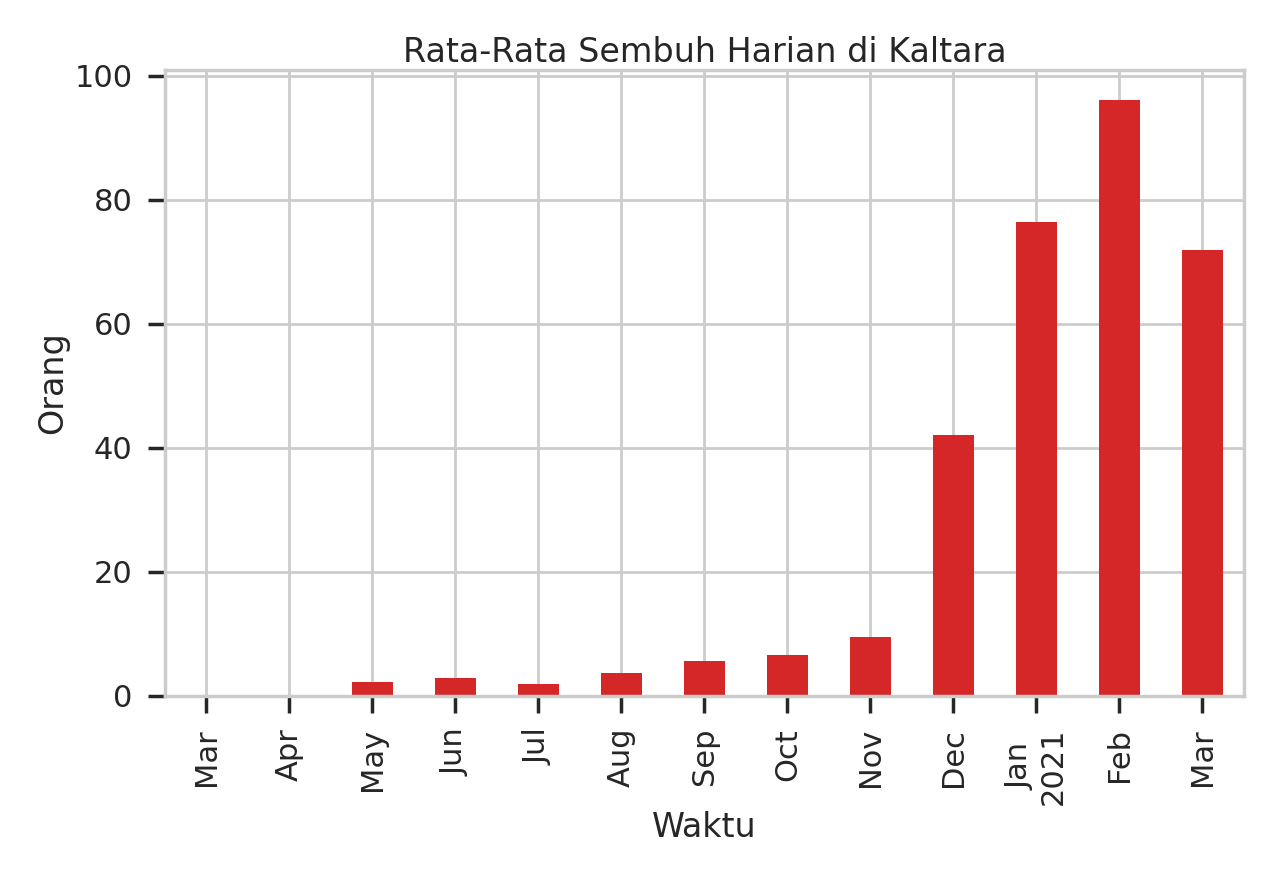 Rata-Rata Sembuh Harian di Kaltara
100
80
60
40
20
0
Orang
Mar
Apr
May
Jun
Jul
Aug
Sep
Oct
Nov
Dec
Jan
2021
Feb
Mar
Waktu